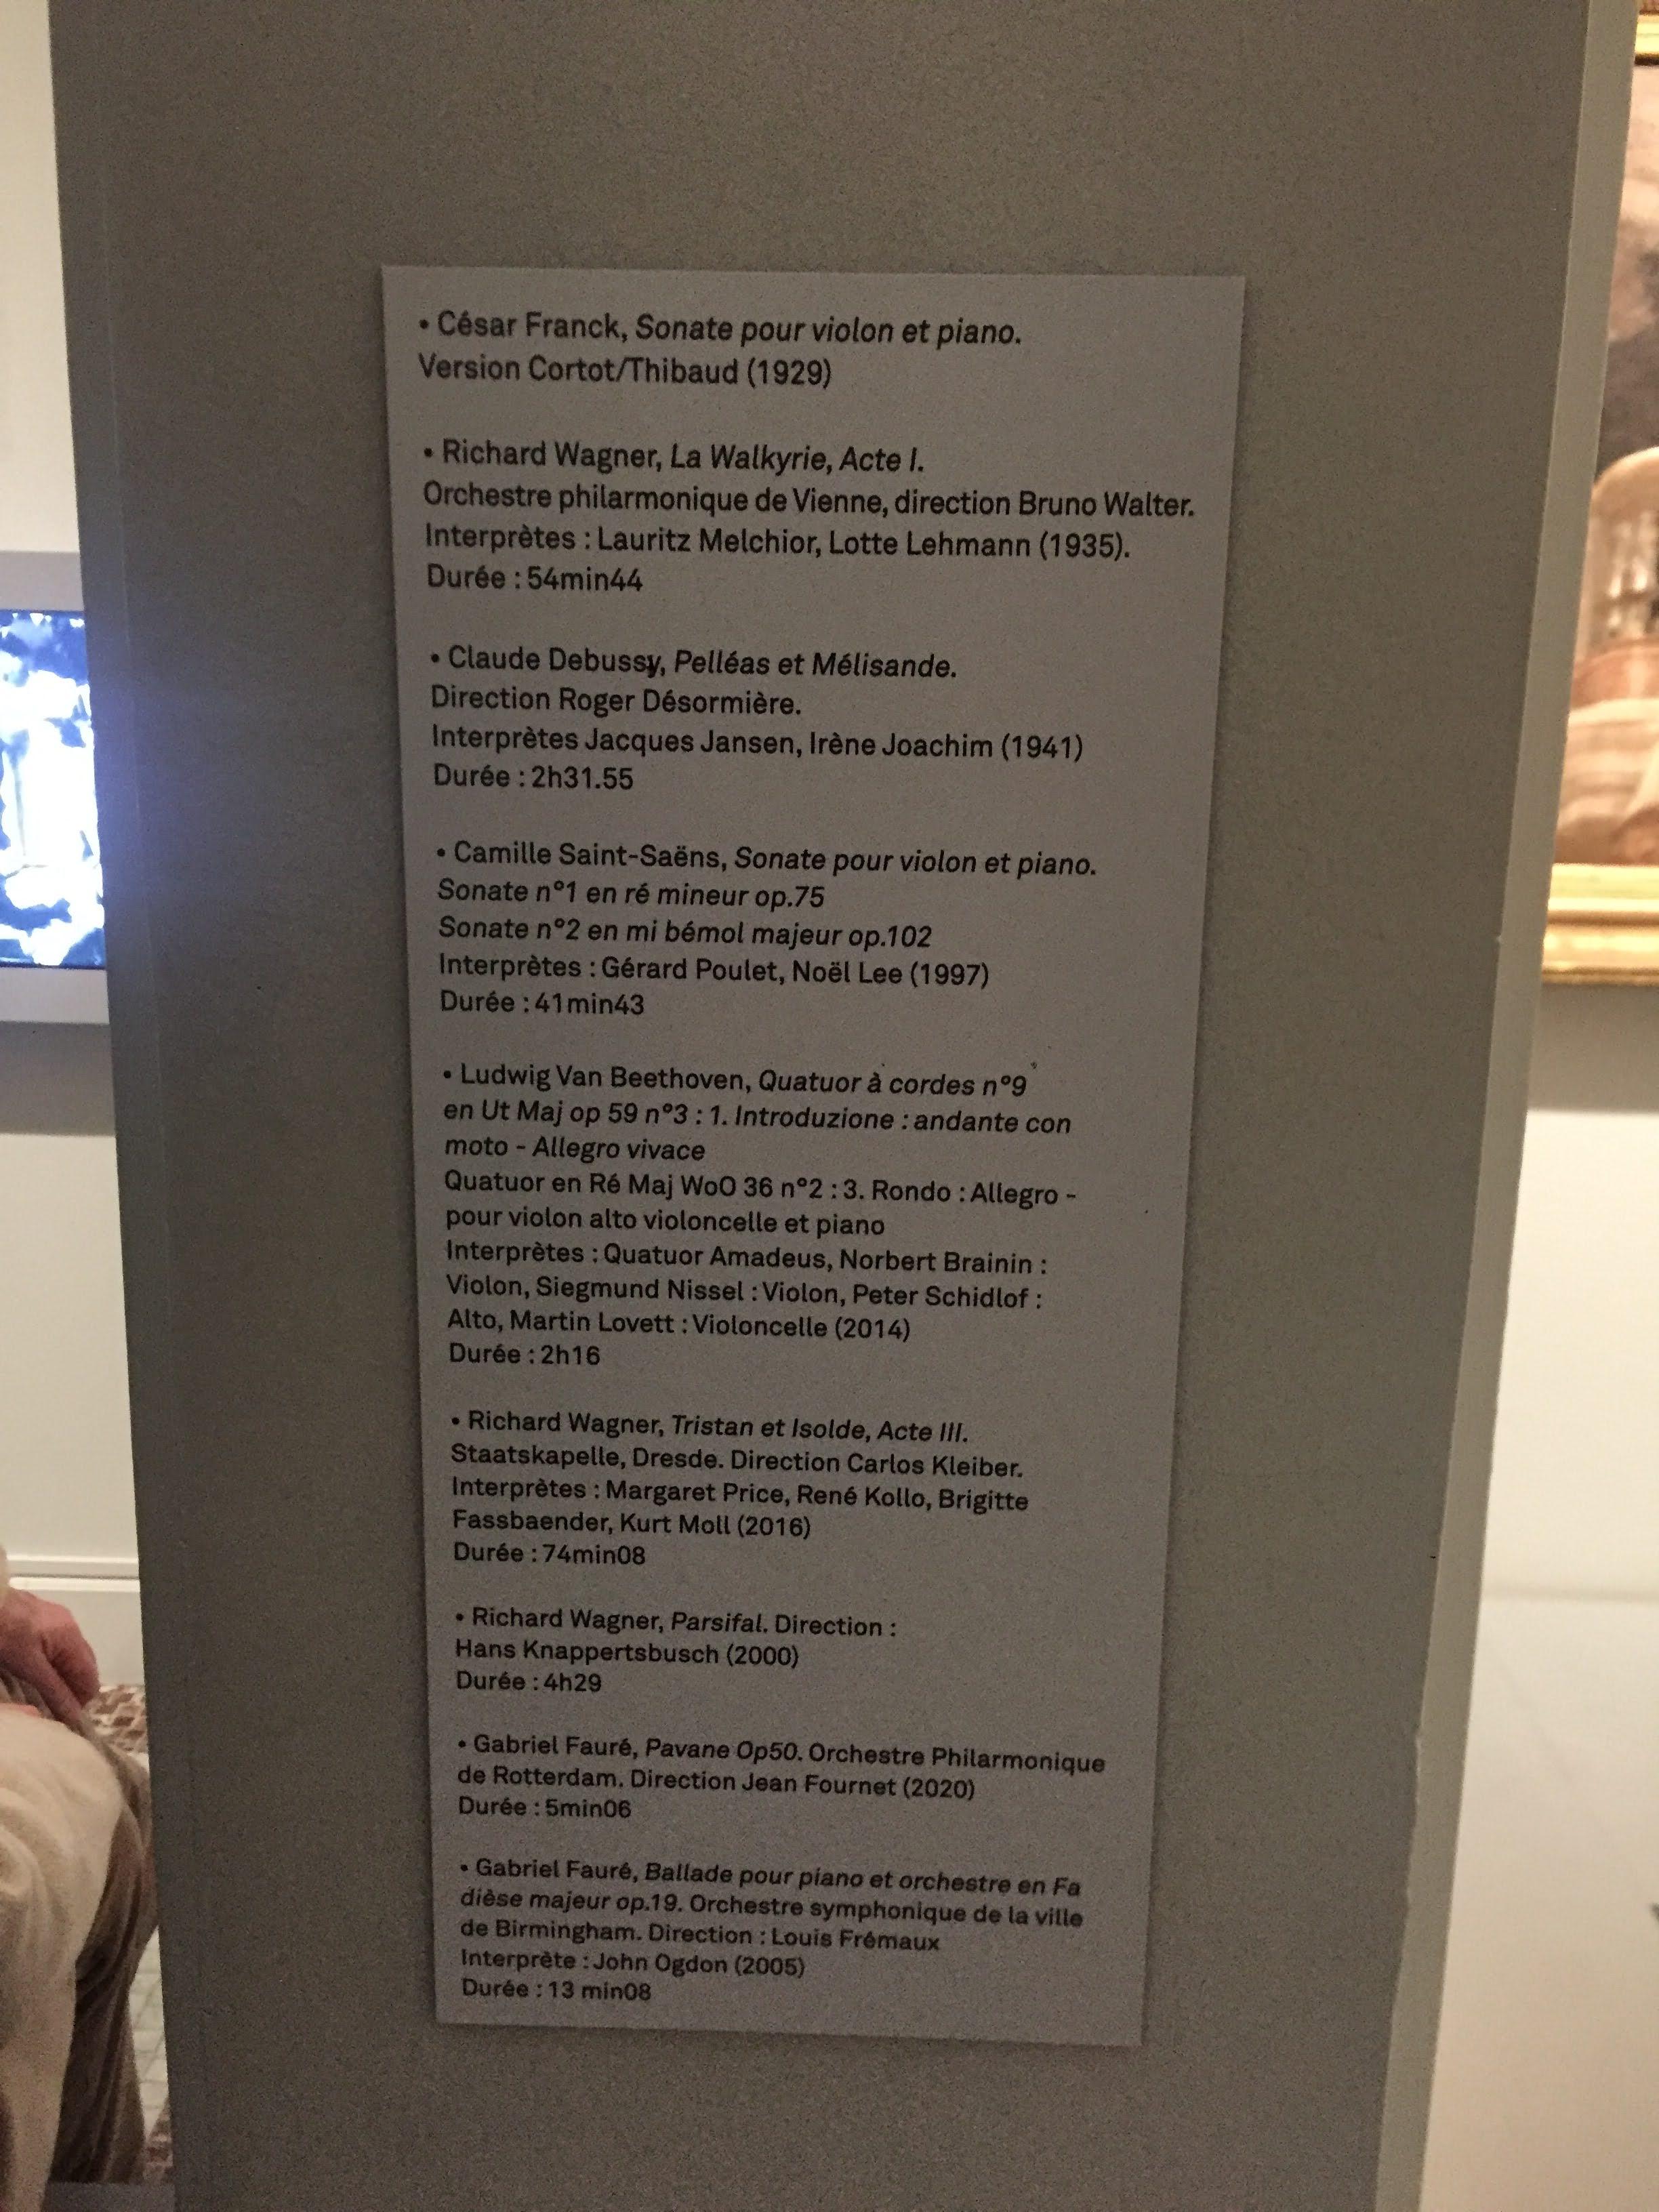 • César Franck, Sonate pour violon et piano.
Version Cortot/Thibaud (1929)
• Richard Wagner, La Walkyrie, Acte I.
Orchestre philarmonique de Vienne, direction Bruno Walter.
Interprètes : Lauritz Melchior, Lotte Lehmann (1935).
Durée : 54min44
• Claude Debussy, Pelléas et Mélisande.
Direction Roger Désormière.
Interprètes Jacques Jansen, Irène Joachim (1941)
Durée : 2h31.55
• Camille Saint-Saëns, Sonate pour violon et piano.
Sonate n°1 en ré mineur op.75
Sonate n°2 en mi bémol majeur op.102
Interprètes : Gérard Poulet, Noël Lee (1997)
Durée : 41min43
• Ludwig Van Beethoven, Quatuor à cordes n°9
en Ut Maj op 59 n°3 : 1. Introduzione : andante con
moto - Allegro vivace
Quatuor en Ré Maj WoO 36 n°2 : 3. Rondo : Allegro -
pour violon alto violoncelle et piano
Interprètes : Quatuor Amadeus, Norbert Brainin :
Violon, Siegmund Nissel : Violon, Peter Schidlof :
Alto, Martin Lovett : Violoncelle (2014)
Durée : 2h16
• Richard Wagner, Tristan et Isolde, Acte III.
Staatskapelle, Dresde. Direction Carlos Kleiber.
Interprètes : Margaret Price, René Kollo, Brigitte
Fassbaender, Kurt Moll (2016)
Durée : 74min08
• Richard Wagner, Parsifal. Direction :
Hans Knappertsbusch (2000)
Durée : 4h29
• Gabriel Fauré, Pavane Op50. Orchestre Philarmonique
de Rotterdam. Direction Jean Fournet (2020)
Durée : 5min06
• Gabriel Fauré, Ballade pour piano et orchestre en Fa
dièse majeur op.19. Orchestre symphonique de la ville
de Birmingham. Direction : Louis Frémaux
Interprète : John Ogdon (2005)
Durée : 13 min08